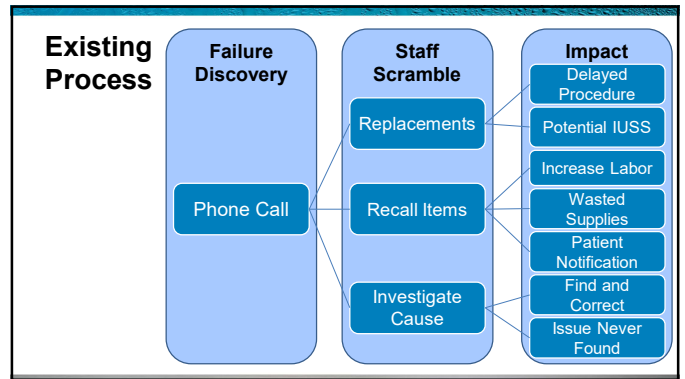 Existing
Process
Failure
Discovery
Phone Call
Staff
Scramble
Replacements
Recall Items
Investigate
Cause
Impact
Delayed
Procedure
Potential IUSS
Increase Labor
Wasted
Supplies
Patient
Notification
Find and
Correct
Issue Never
Found